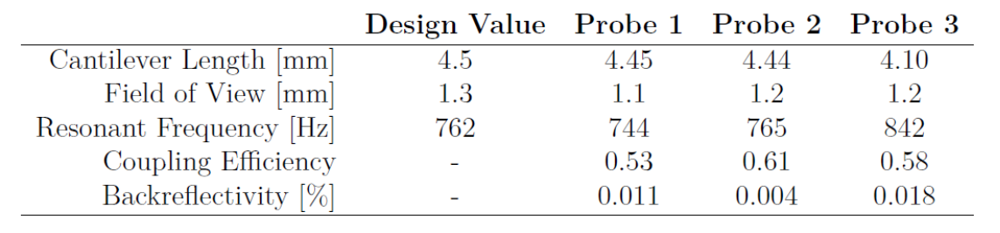 Design Value Probe 1 Probe 2 Probe 3
Cantilever Length [mm] 4.5 4.45 4.44 4.10
Field of View [mm] 1.3 1.1 1.2 1.2
Resonant Frequency [Hz] 762 744 765 842
Coupling Efficiency - 0.53 0.61 0.58
Backreflectivity [%] - 0.011 0.004 0.018